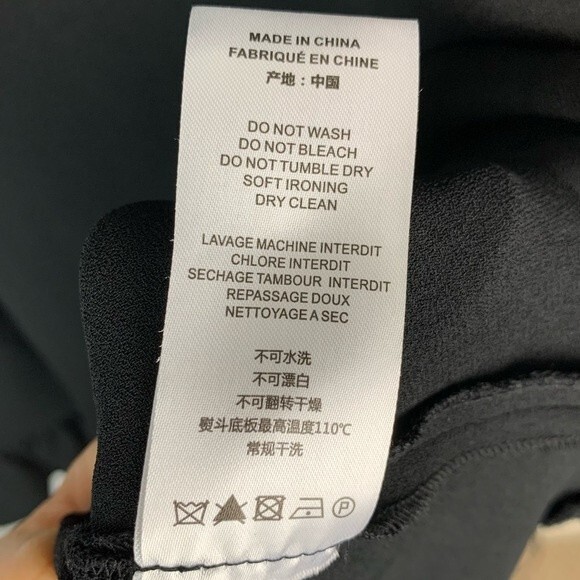 MADE IN CHINA
FABRIQUÉ EN CHINE
产地：中国
DO NOT WASH
DO NOT BLEACH
DO NOT TUMBLE DRY
SOFT IRONING
DRY CLEAN
LAVAGE MACHINE INTERDIT
CHLORE INTERDIT
SECHAGE TAMBOUR INTERDIT
REPASSAGE DOUX
NETTOYAGE A SEC
不可水洗
不可漂白
不可翻转干燥
熨斗底板最高温度110℃
常规干洗
P